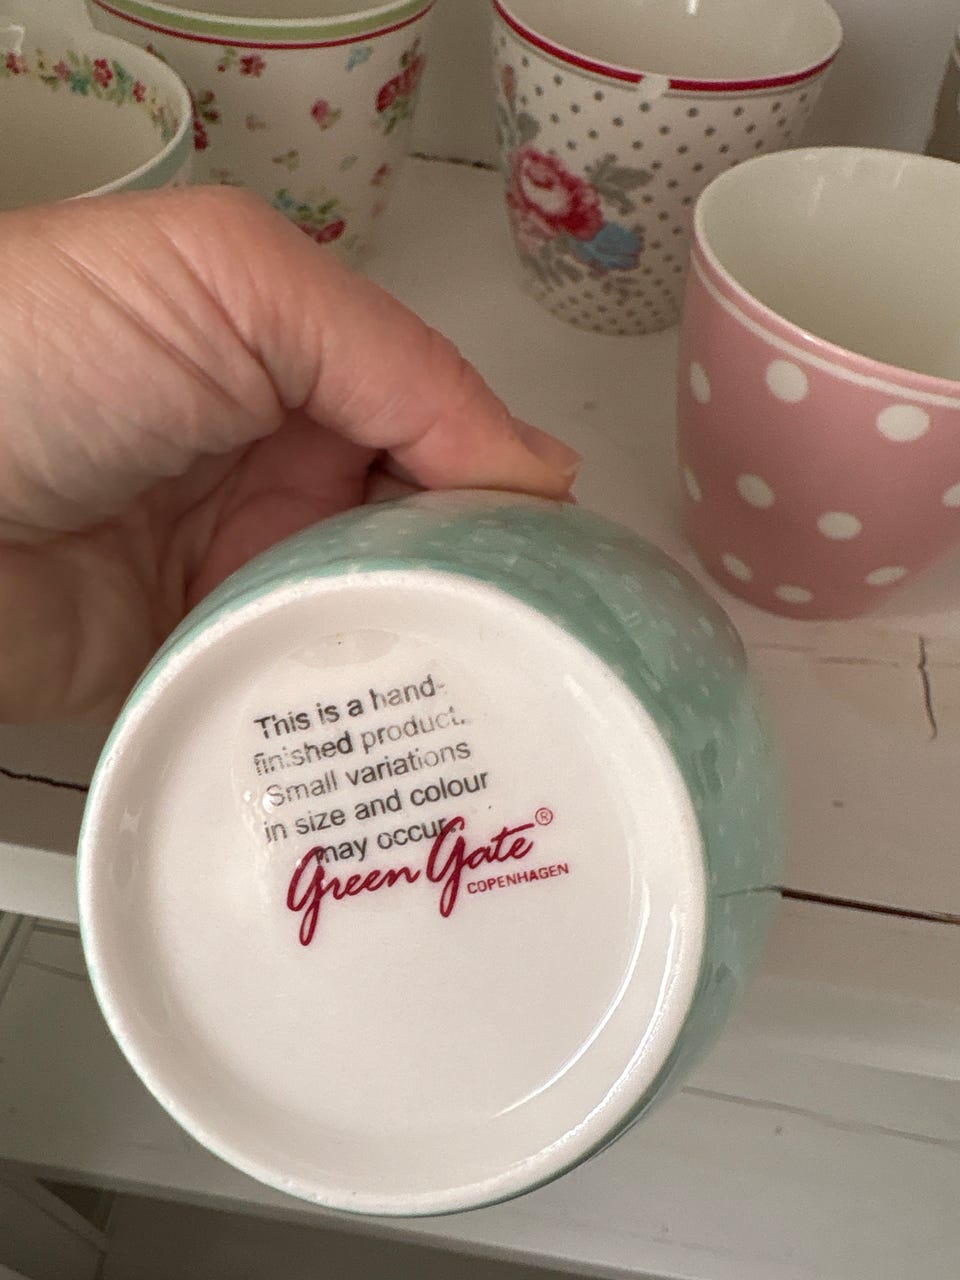 This is a hand-
finished product.
Small variations
in size and colour
may occur.
Green Gate®
COPENHAGEN